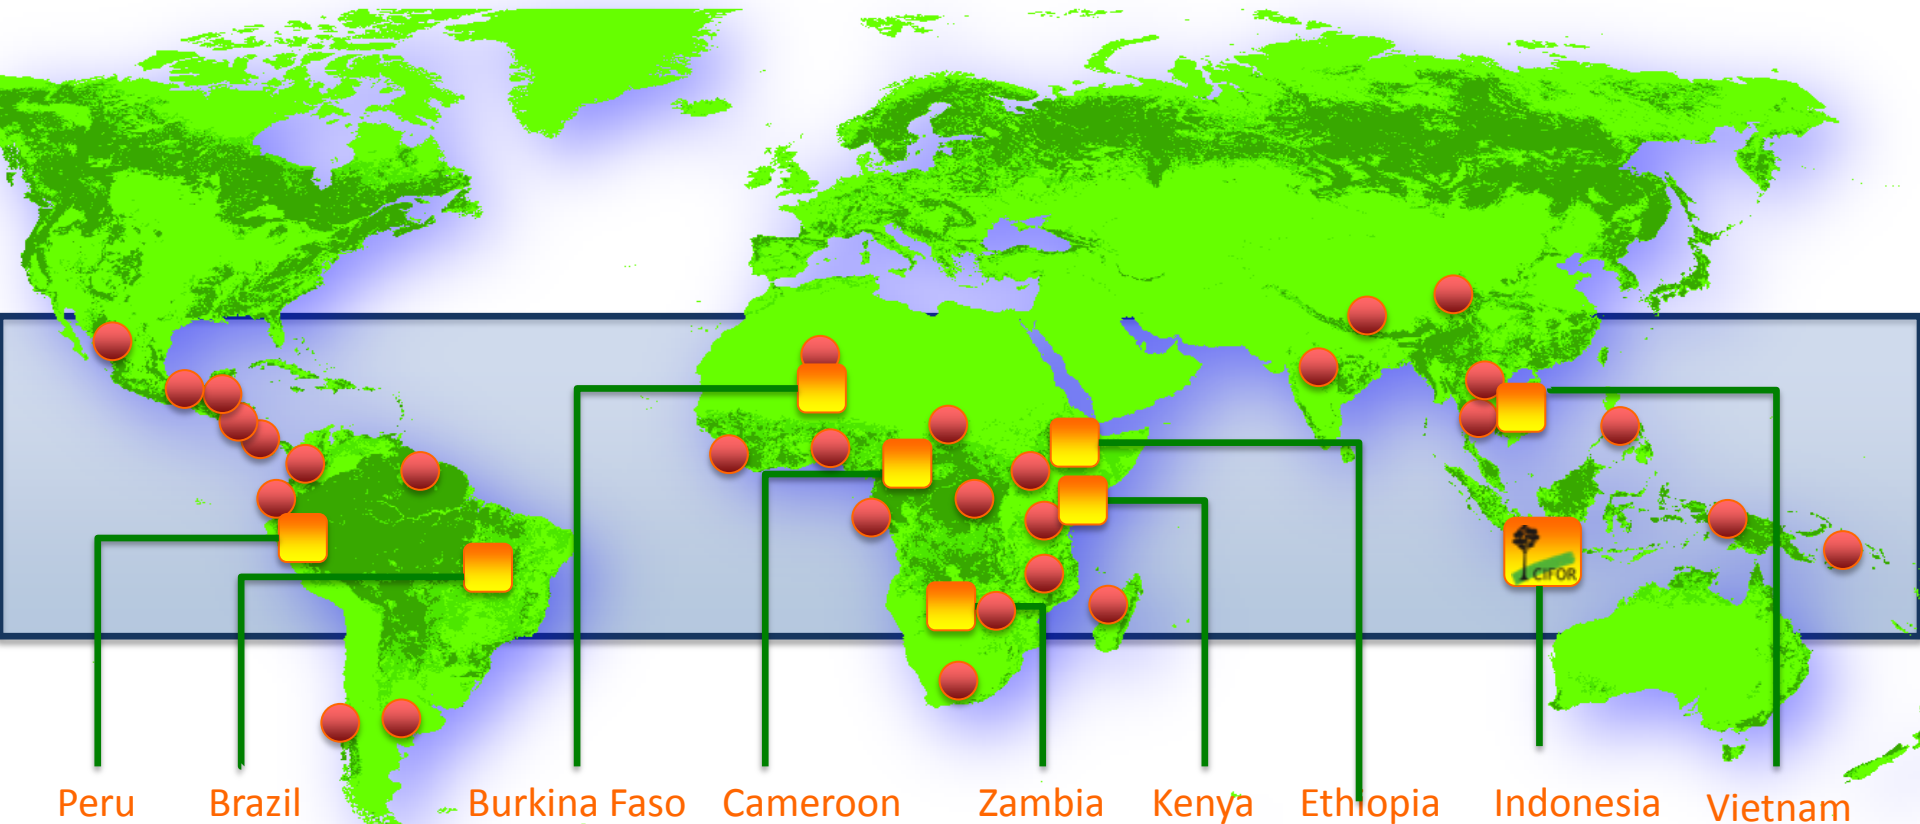 CIFOR
Peru
Brazil
Burkina Faso
Cameroon
Zambia
Kenya
Ethiopia
Indonesia
Vietnam